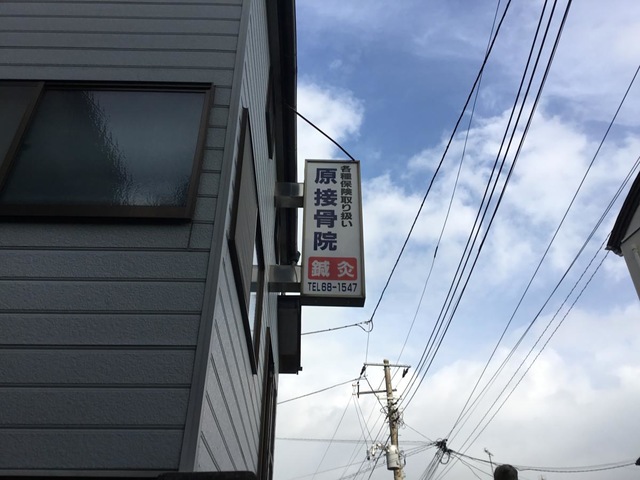 各種保険取り扱い
原接骨院
鍼灸
TEL68-1547